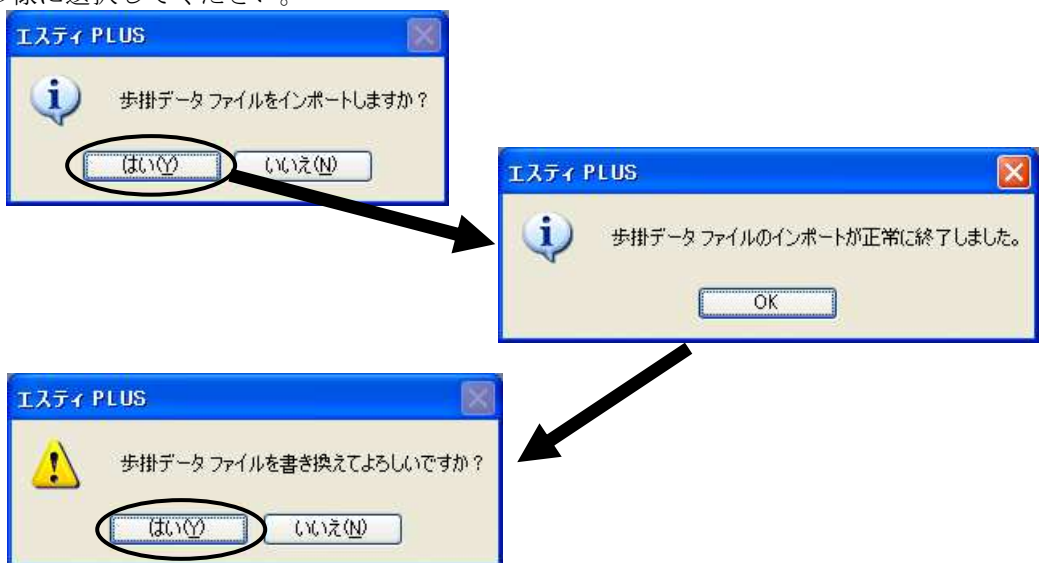 様に選択してください。
エスティ PLUS
歩掛データ ファイルをインポートしますか？
はい(Y) いいえ(N)
エスティ PLUS
歩掛データ ファイルのインポートが正常に終了しました。
OK
エスティ PLUS
歩掛データ ファイルを書き換えてよろしいですか？
はい(Y) いいえ(N)